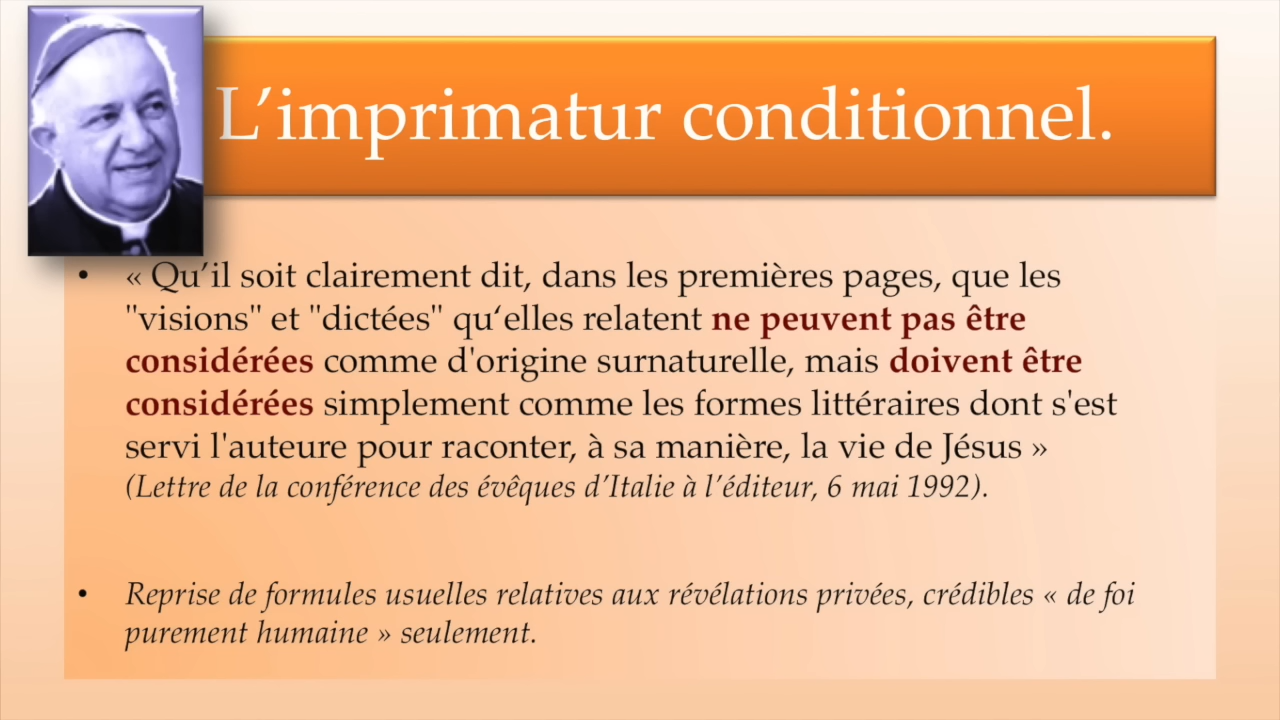 L’imprimatur conditionnel.
• « Qu’il soit clairement dit, dans les premières pages, que les
"visions" et "dictées" qu‘elles relatent ne peuvent pas être
considérées comme d'origine surnaturelle, mais doivent être
considérées simplement comme les formes littéraires dont s'est
servi l'auteure pour raconter, à sa manière, la vie de Jésus »
(Lettre de la conférence des évêques d’Italie à l’éditeur, 6 mai 1992).
• Reprise de formules usuelles relatives aux révélations privées, crédibles « de foi
purement humaine » seulement.